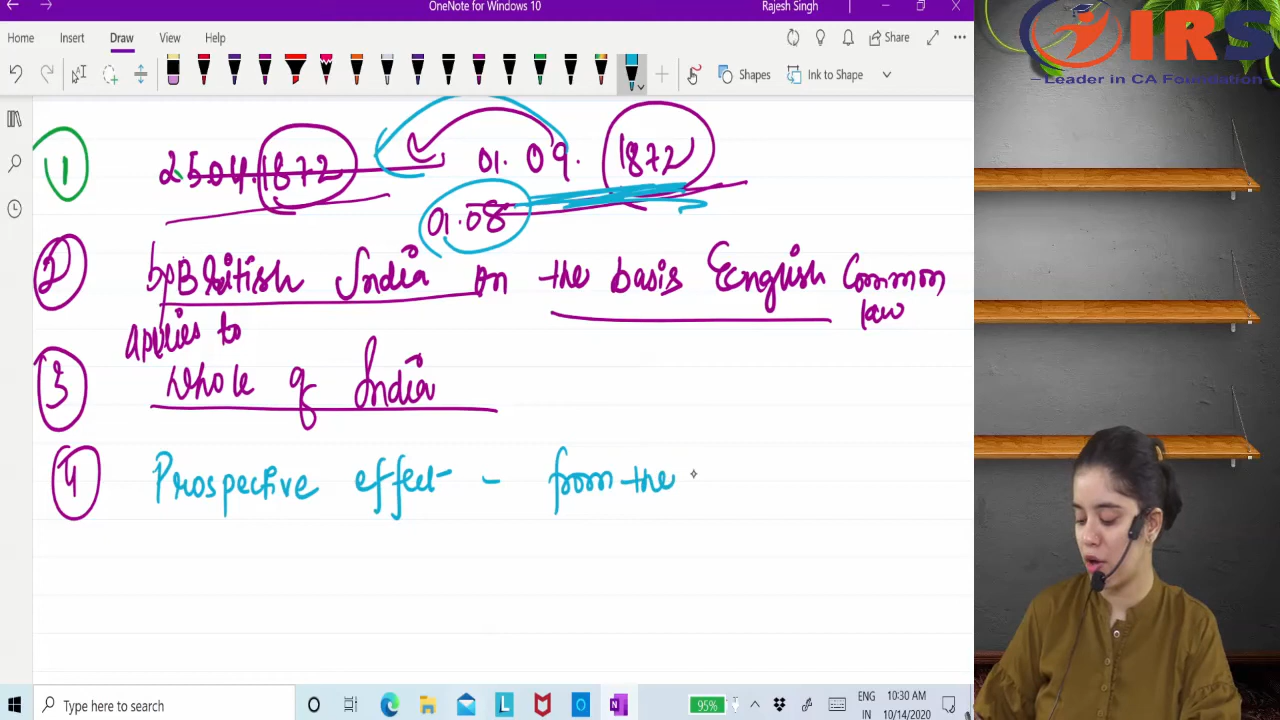 OneNote for Windows 10
Rajesh Singh
Home Insert Draw View Help
Share
Shapes
Ink to Shape
IRS
Leader in CA Foundation
1 25.04.1872 01.09.1872
01.08
2 by British India on the basis English Common
law
applies to
3 whole of India
4 Prospective effect - from the
Type here to search
95%
ENG
IN
10:30 AM
10/14/2020